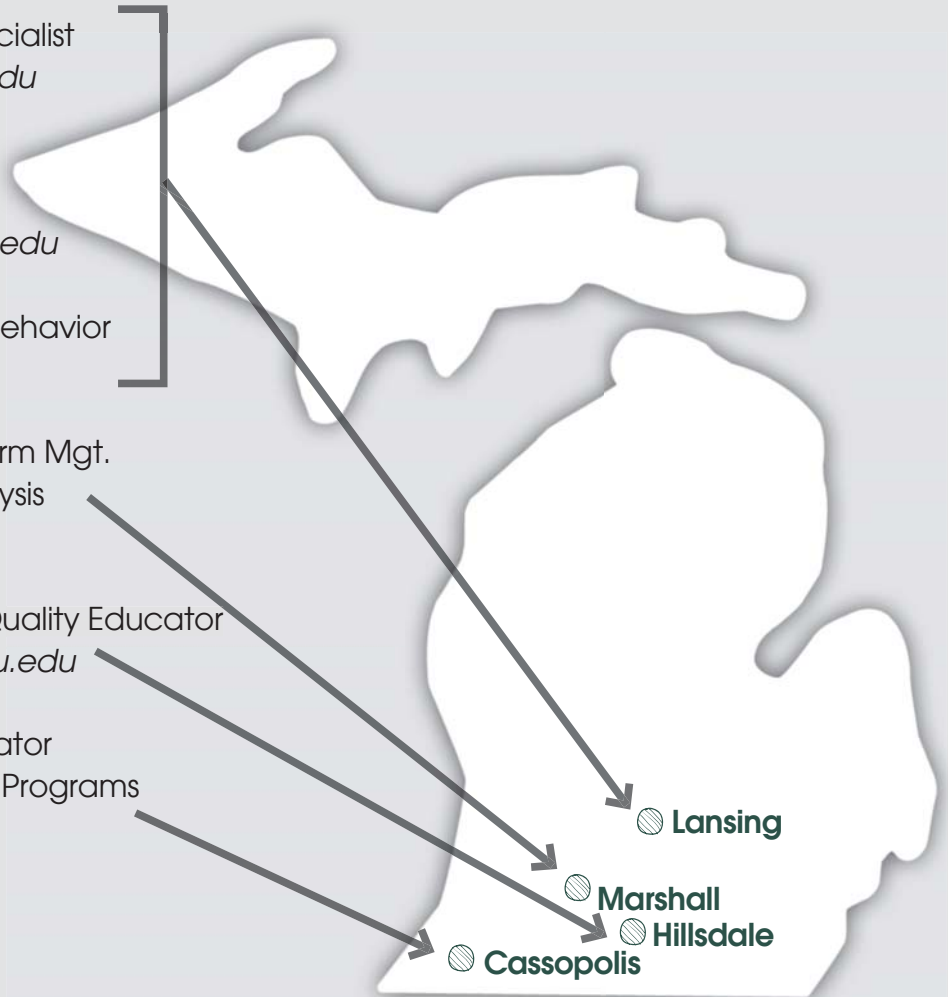 cialist
du
edu
ehavior
rm Mgt.
ysis
uality Educator
u.edu
ator
Programs
Lansing
Marshall
Hillsdale
Cassopolis